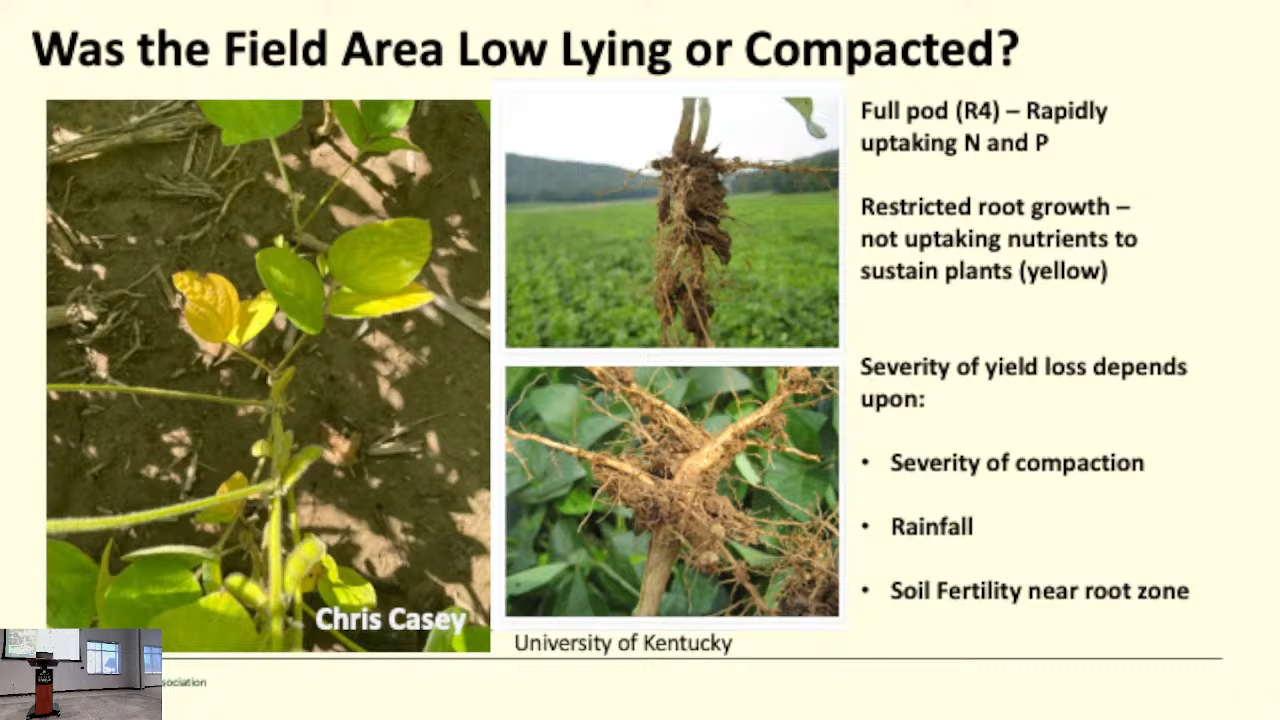 Was the Field Area Low Lying or Compacted?
Full pod (R4) – Rapidly
uptaking N and P
Restricted root growth –
not uptaking nutrients to
sustain plants (yellow)
Severity of yield loss depends
upon:
• Severity of compaction
• Rainfall
• Soil Fertility near root zone
Chris Casey
University of Kentucky
sociation